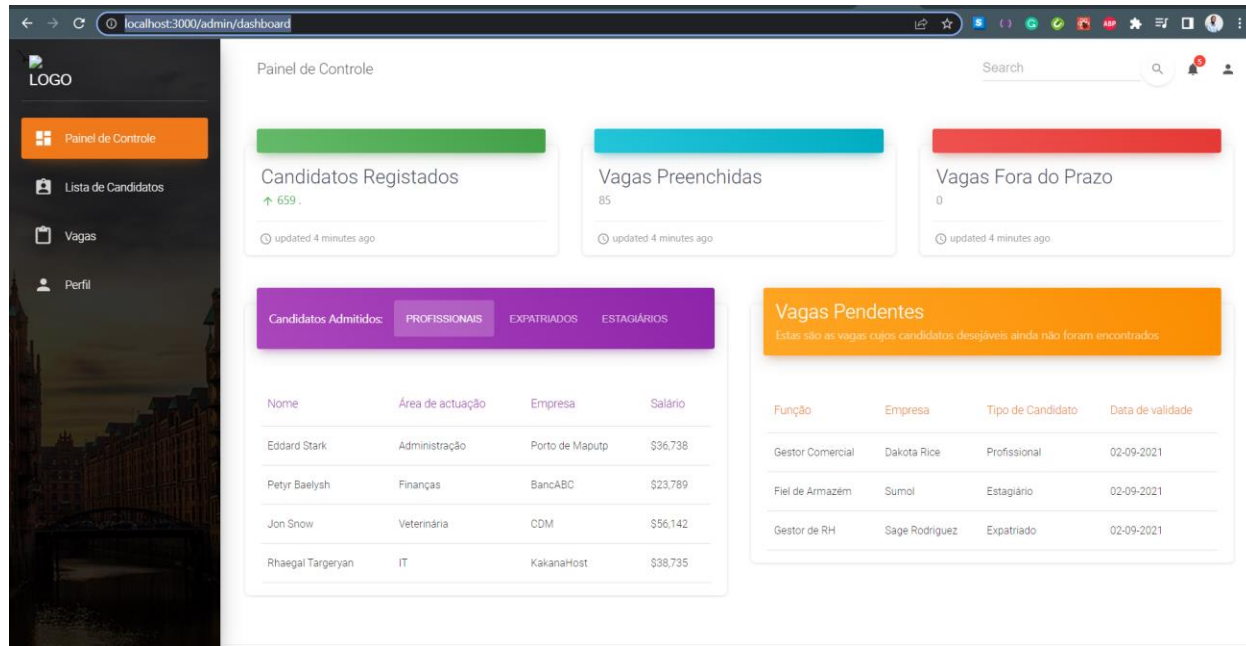 localhost:3000/admin/dashboard
LOGO
Painel de Controle
Lista de Candidatos
Vagas
Perfil
Painel de Controle
Search
5
Candidatos Registados
659 .
updated 4 minutes ago
Vagas Preenchidas
85
updated 4 minutes ago
Vagas Fora do Prazo
0
updated 4 minutes ago
Candidatos Admitidos: PROFISSIONAIS EXPATRIADOS ESTAGIÁRIOS
Nome Área de actuação Empresa Salário
Eddard Stark Administração Porto de Maputp $36,738
Petyr Baelysh Finanças BancABC $23,789
Jon Snow Veterinária CDM $56,142
Rhaegal Targeryan IT KakanaHost $38,735
Vagas Pendentes
Estas são as vagas cujos candidatos desejáveis ainda não foram encontrados
Função Empresa Tipo de Candidato Data de validade
Gestor Comercial Dakota Rice Profissional 02-09-2021
Fiel de Armazém Sumol Estagiário 02-09-2021
Gestor de RH Sage Rodriguez Expatriado 02-09-2021